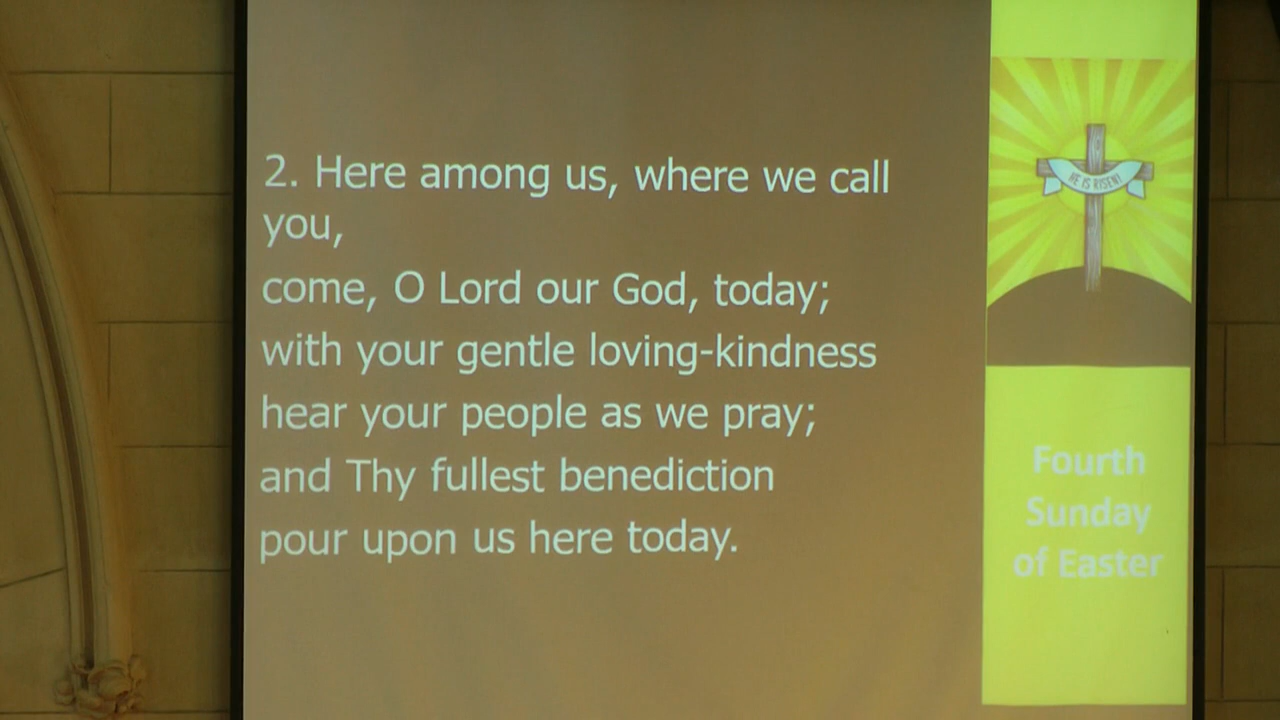 2. Here among us, where we call
you,
come, O Lord our God, today;
with your gentle loving-kindness
hear your people as we pray;
and Thy fullest benediction
pour upon us here today.
HE IS RISEN!
Fourth
Sunday
of Easter